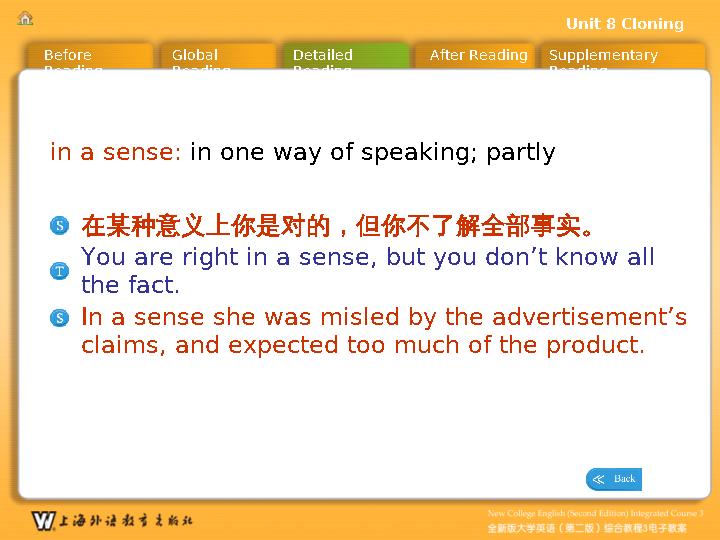 Unit 8 Cloning
Before Reading
Global Reading
Detailed Reading
After Reading
Supplementary Reading
in a sense: in one way of speaking; partly
S
在某种意义上你是对的，但你不了解全部事实。
T
You are right in a sense, but you don’t know all
the fact.
S
In a sense she was misled by the advertisement’s
claims, and expected too much of the product.
≪ Back
W 上海外语教育出版社
New College English (Second Edition) Integrated Course 3
全新版大学英语（第二版）综合教程3电子教案